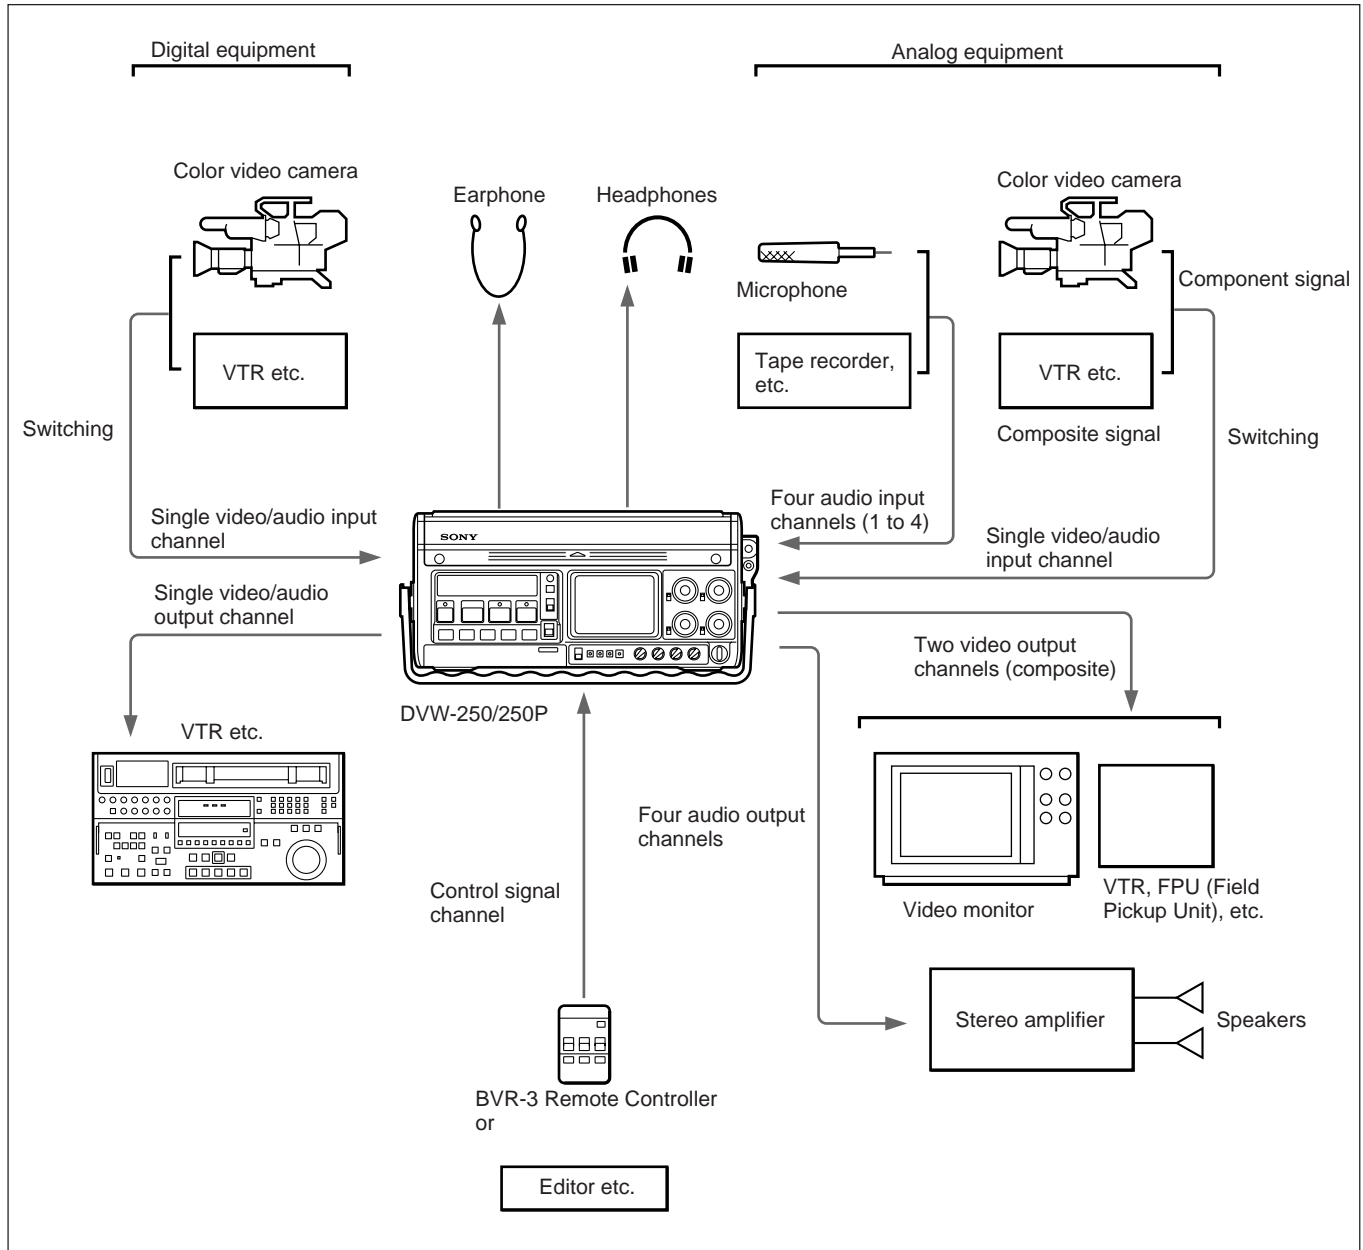 Digital equipment
Analog equipment
Color video camera
Earphone
Headphones
Color video camera
Microphone
Component signal
VTR etc.
Tape recorder,
etc.
VTR etc.
Switching
Composite signal
Switching
Single video/audio input
channel
Four audio input
channels (1 to 4)
Single video/audio
input channel
SONY
Single video/audio
output channel
Two video output
channels (composite)
DVW-250/250P
VTR etc.
Four audio output
channels
Control signal
channel
Video monitor
VTR, FPU (Field
Pickup Unit), etc.
Stereo amplifier
Speakers
BVR-3 Remote Controller
or
Editor etc.